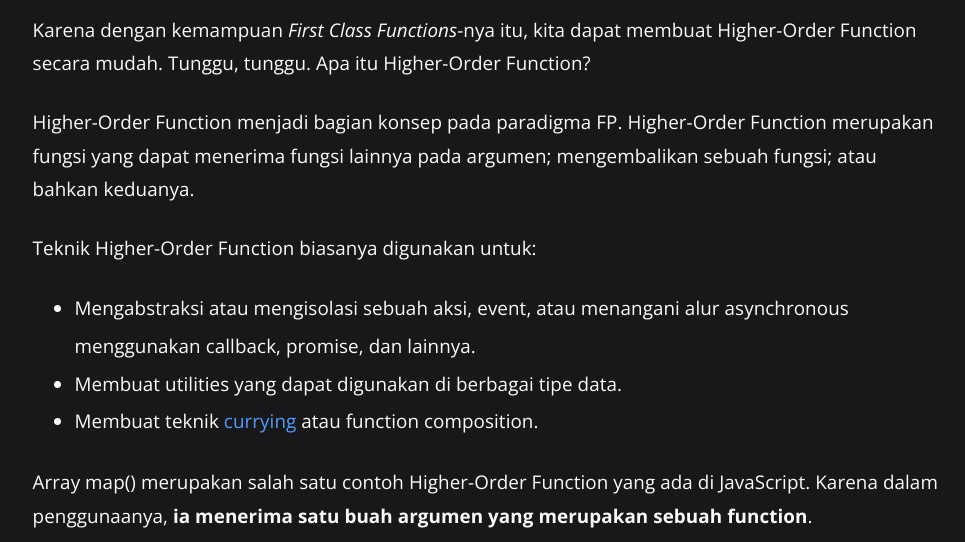 Karena dengan kemampuan First Class Functions-nya itu, kita dapat membuat Higher-Order Function
secara mudah. Tunggu, tunggu. Apa itu Higher-Order Function?
Higher-Order Function menjadi bagian konsep pada paradigma FP. Higher-Order Function merupakan
fungsi yang dapat menerima fungsi lainnya pada argumen; mengembalikan sebuah fungsi; atau
bahkan keduanya.
Teknik Higher-Order Function biasanya digunakan untuk:
• Mengabstraksi atau mengisolasi sebuah aksi, event, atau menangani alur asynchronous
menggunakan callback, promise, dan lainnya.
• Membuat utilities yang dapat digunakan di berbagai tipe data.
• Membuat teknik currying atau function composition.
Array map() merupakan salah satu contoh Higher-Order Function yang ada di JavaScript. Karena dalam
penggunaanya, ia menerima satu buah argumen yang merupakan sebuah function.